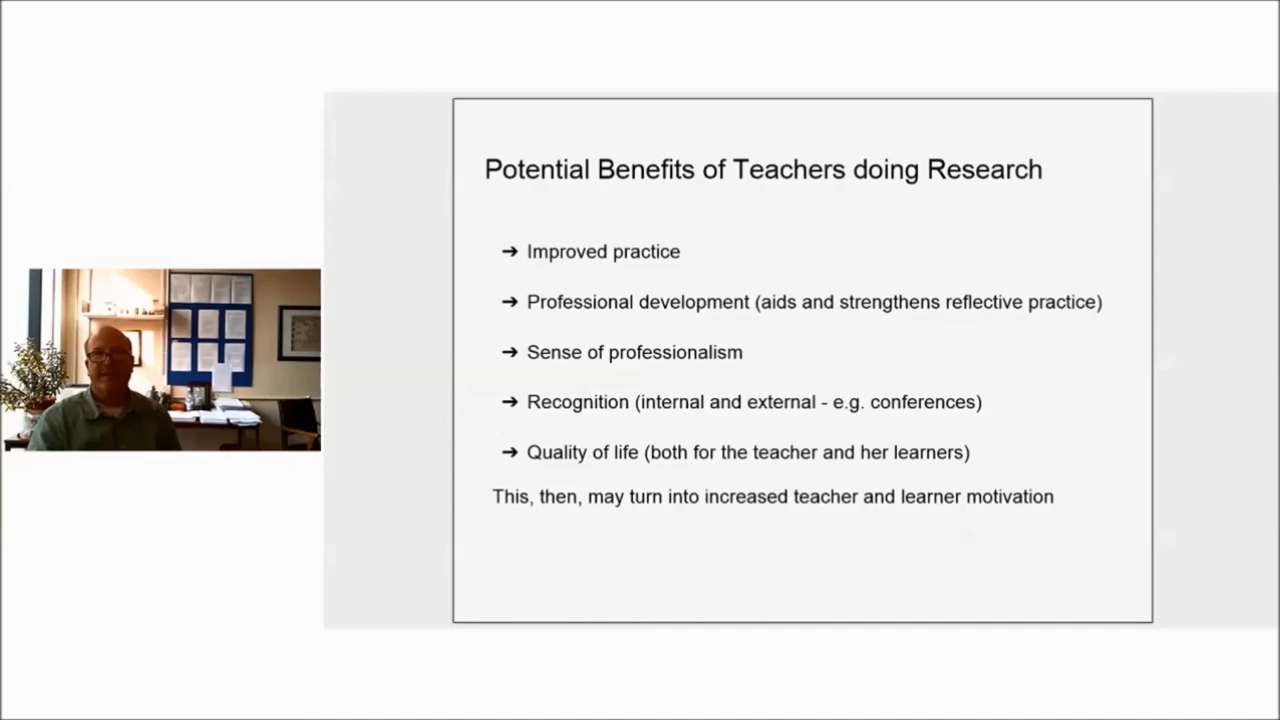 Potential Benefits of Teachers doing Research
➔ Improved practice
➔ Professional development (aids and strengthens reflective practice)
➔ Sense of professionalism
➔ Recognition (internal and external - e.g. conferences)
➔ Quality of life (both for the teacher and her learners)
This, then, may turn into increased teacher and learner motivation